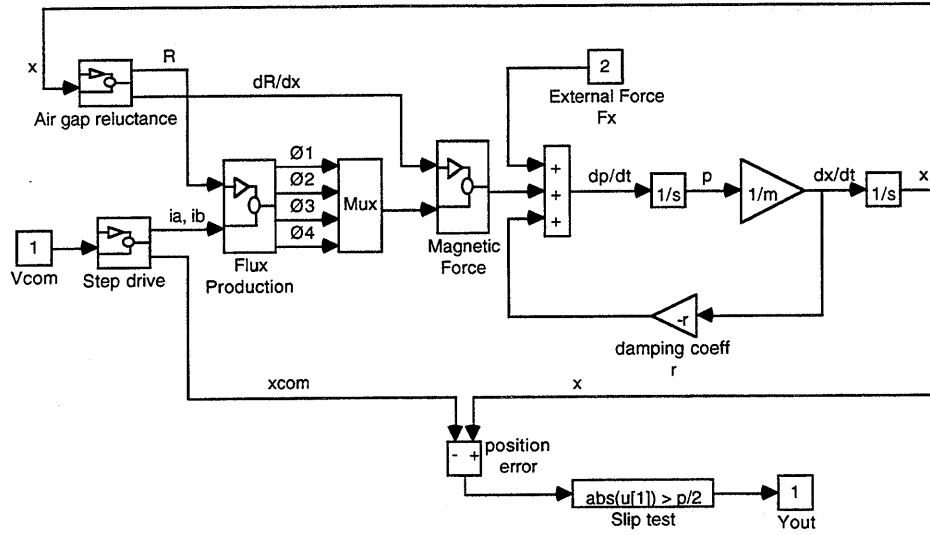 x
R
dR/dx
Air gap reluctance
2
External Force
Fx
Ø1
Ø2
Ø3
Ø4
Mux
ia, ib
Flux
Production
1
Vcom
Step drive
Magnetic
Force
+
+
+
dp/dt
1/s
p
1/m
dx/dt
1/s
x
-r
damping coeff
r
xcom
x
- +
position
error
abs(u[1]) > p/2
Slip test
1
Yout